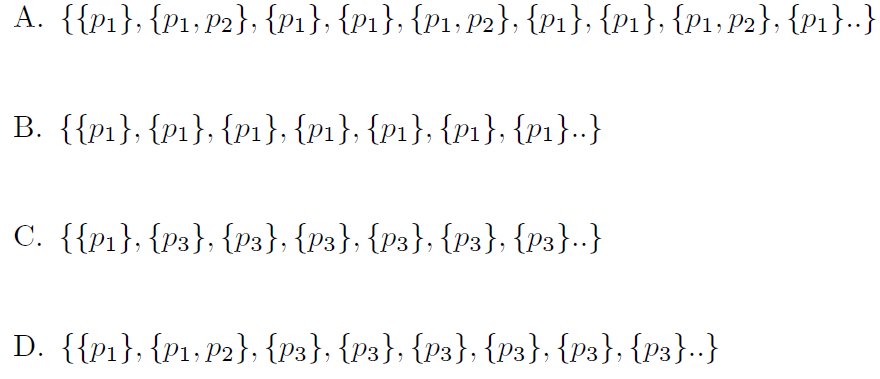 A. {{p₁}, {p₁, p₂}, {p₁}, {p₁}, {p₁, p₂}, {p₁}, {p₁}, {p₁, p₂}, {p₁}..}
B. {{p₁}, {p₁}, {p₁}, {p₁}, {p₁}, {p₁}, {p₁}..}
C. {{p₁}, {p₃}, {p₃}, {p₃}, {p₃}, {p₃}, {p₃}..}
D. {{p₁}, {p₁, p₂}, {p₃}, {p₃}, {p₃}, {p₃}, {p₃}, {p₃}..}